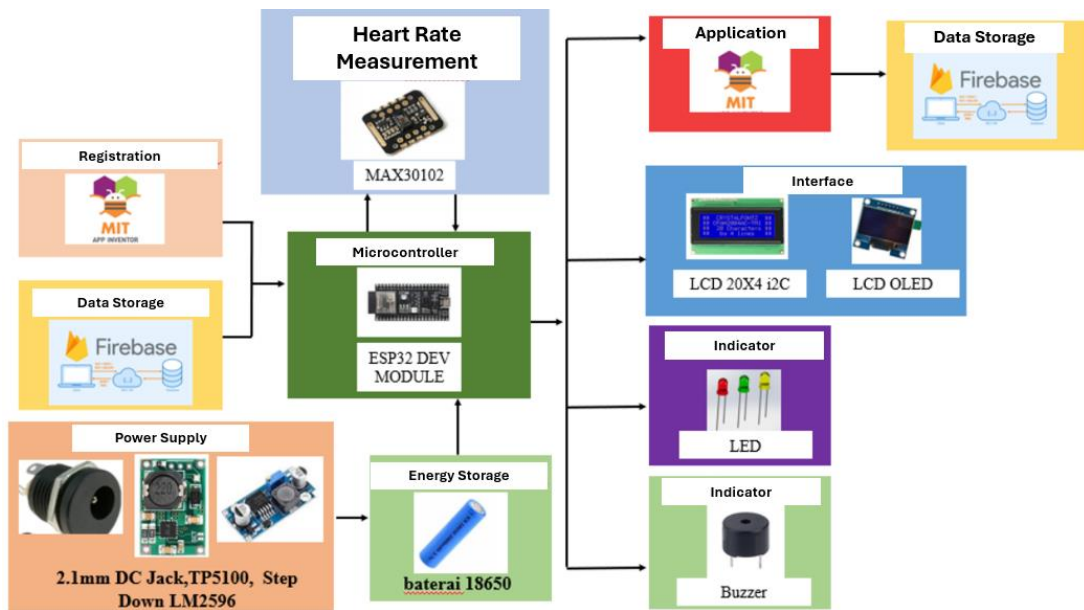 Heart Rate
Measurement
MAX30102
Registration
MIT
APP INVENTOR
Data Storage
Firebase
Microcontroller
ESP32 DEV
MODULE
Power Supply
220
2.1mm DC Jack,TP5100,  Step
Down LM2596
Energy Storage
baterai 18650
Application
MIT
Data Storage
Firebase
Interface
LCD 20X4 i2C
LCD OLED
Indicator
LED
Indicator
Buzzer